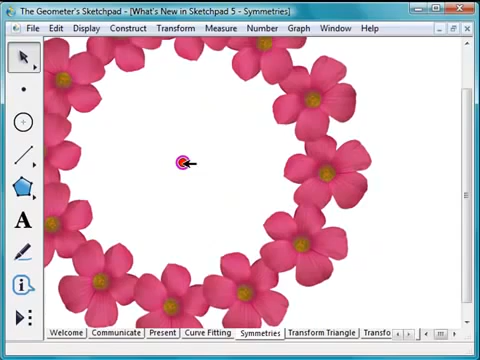 The Geometer's Sketchpad - [What's New in Sketchpad 5 - Symmetries]
File Edit Display Construct Transform Measure Number Graph Window Help
A
Welcome Communicate Present Curve Fitting Symmetries Transform Triangle Transfo